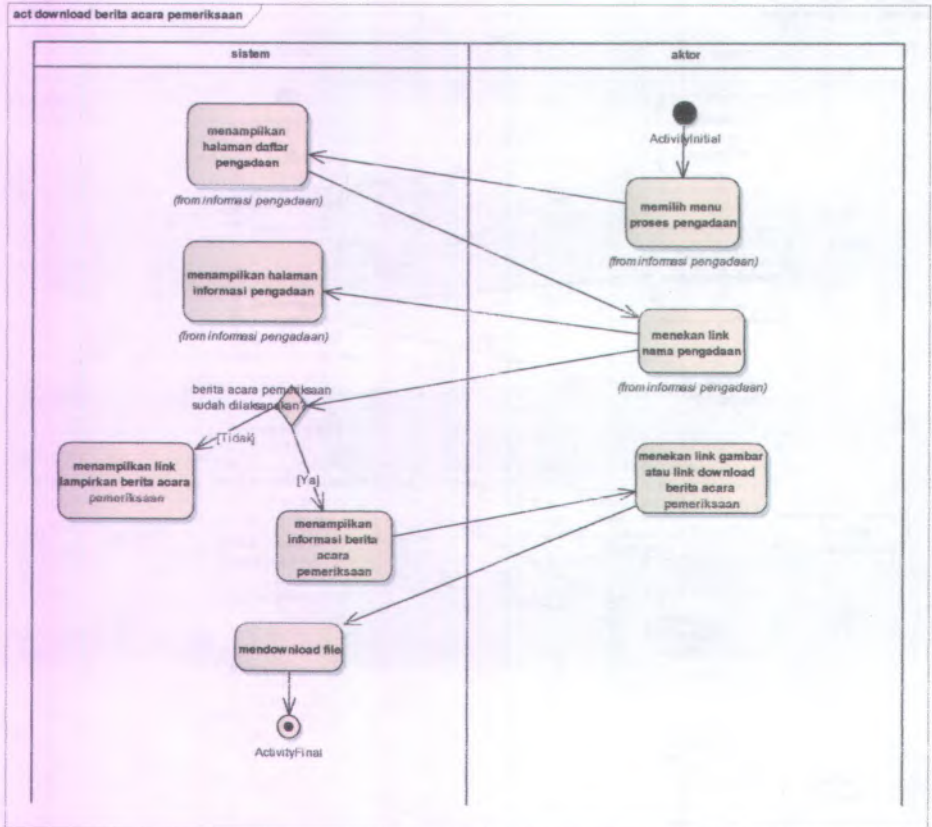 act download berita acara pemeriksaan
sistem
aktor
ActivityInitial
menampilkan
halaman daftar
pengadaan
(from informasi pengadaan)
memilih menu
proses pengadaan
(from informasi pengadaan)
menampilkan halaman
informasi pengadaan
(from informasi pengadaan)
menekan link
nama pengadaan
(from informasi pengadaan)
berita acara pemeriksaan
sudah dilaksanakan
[Tidak]
[Ya]
menampilkan link
lampirkan berita acara
pemeriksaan
menekan link gambar
atau link download
berita acara
pemeriksaan
menampilkan
informasi berita
acara
pemeriksaan
mendownload file
ActivityFinal